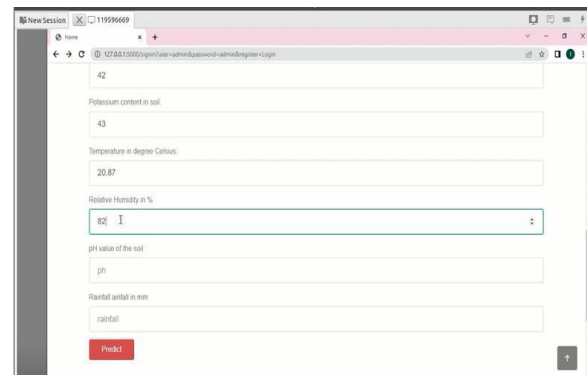 New Session
119596669
Home
127.0.0.1:5000/signin?user=admin&password=admin&register=Login
42
Potassium content in soil:
43
Temperature in degree Celsius:
20.87
Relative Humidity in %
82
pH value of the soil:
ph
Rainfall ainfall in mm
rainfall
Predict